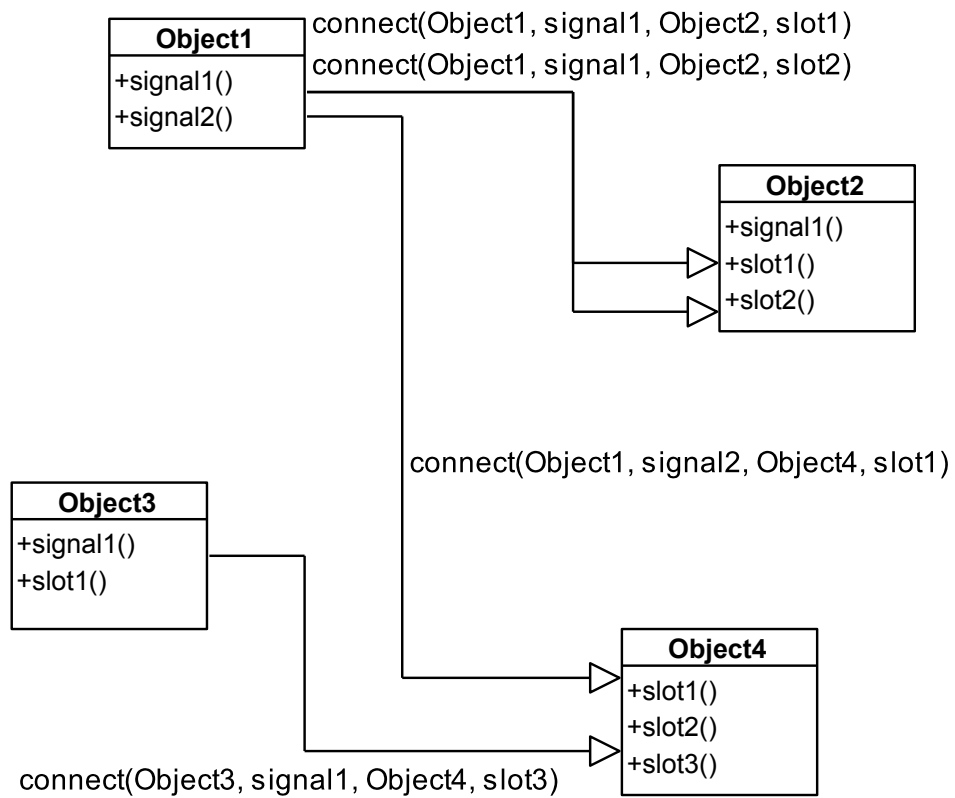 Object1
+signal1()
+signal2()
connect(Object1, signal1, Object2, slot1)
connect(Object1, signal1, Object2, slot2)
Object2
+signal1()
+slot1()
+slot2()
connect(Object1, signal2, Object4, slot1)
Object3
+signal1()
+slot1()
Object4
+slot1()
+slot2()
+slot3()
connect(Object3, signal1, Object4, slot3)